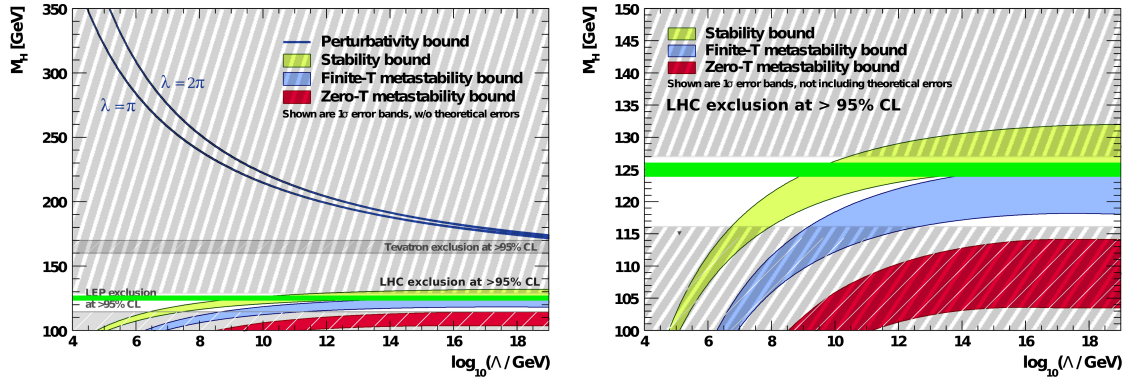 350
300
250
200
150
100
M_H [GeV]
Perturbativity bound
Stability bound
Finite-T metastability bound
Zero-T metastability bound
Shown are 1σ error bands, w/o theoretical errors
λ = 2π
λ = π
Tevatron exclusion at >95% CL
LHC exclusion at >95% CL
LEP exclusion
at >95% CL
4 6 8 10 12 14 16 18
log₁₀(Λ / GeV)
150
145
140
135
130
125
120
115
110
105
100
M_H [GeV]
Stability bound
Finite-T metastability bound
Zero-T metastability bound
Shown are 1σ error bands, not including theoretical errors
LHC exclusion at > 95% CL
4 6 8 10 12 14 16 18
log₁₀(Λ / GeV)